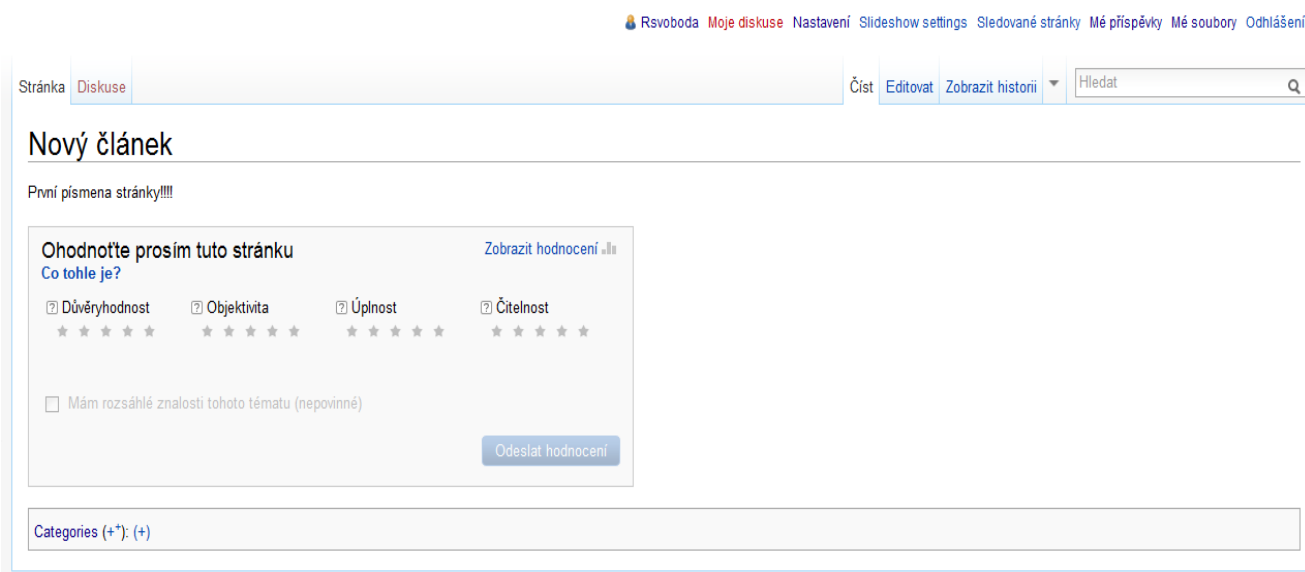 Rsvoboda Moje diskuse Nastavení Slideshow settings Sledované stránky Mé příspěvky Mé soubory Odhlášení
Stránka Diskuse Číst Editovat Zobrazit historii Hledat
Nový článek
První písmena stránky!!!!
Ohodnoťte prosím tuto stránku Zobrazit hodnocení
Co tohle je?
? Důvěryhodnost ? Objektivita ? Úplnost ? Čitelnost
Mám rozsáhlé znalosti tohoto tématu (nepovinné)
Odeslat hodnocení
Categories (++): (+)